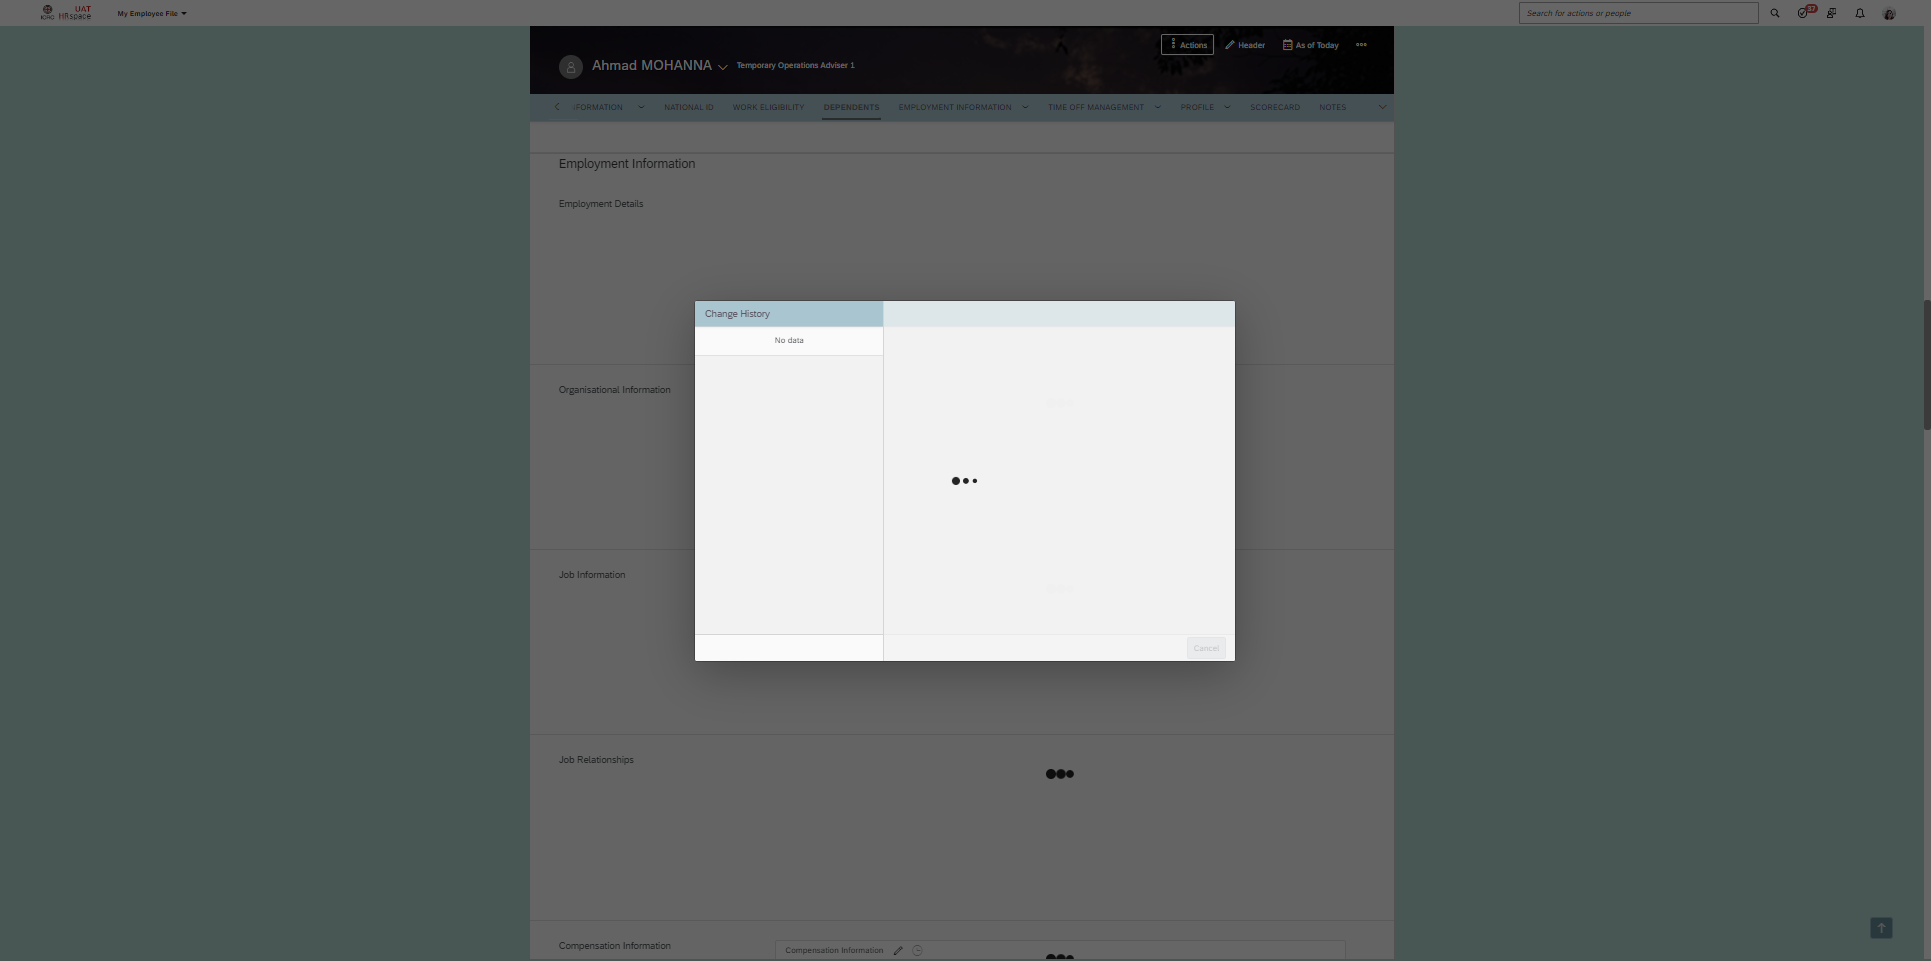 ICRC UAT HRspace My Employee File Search for actions or people 37
Actions Header As of Today
Ahmad MOHANNA Temporary Operations Adviser 1
FORMATION NATIONAL ID WORK ELIGIBILITY DEPENDENTS EMPLOYMENT INFORMATION TIME OFF MANAGEMENT PROFILE SCORECARD NOTES
Employment Information
Employment Details
Change History
No data
Organisational Information
Job Information
Cancel
Job Relationships
Compensation Information Compensation Information